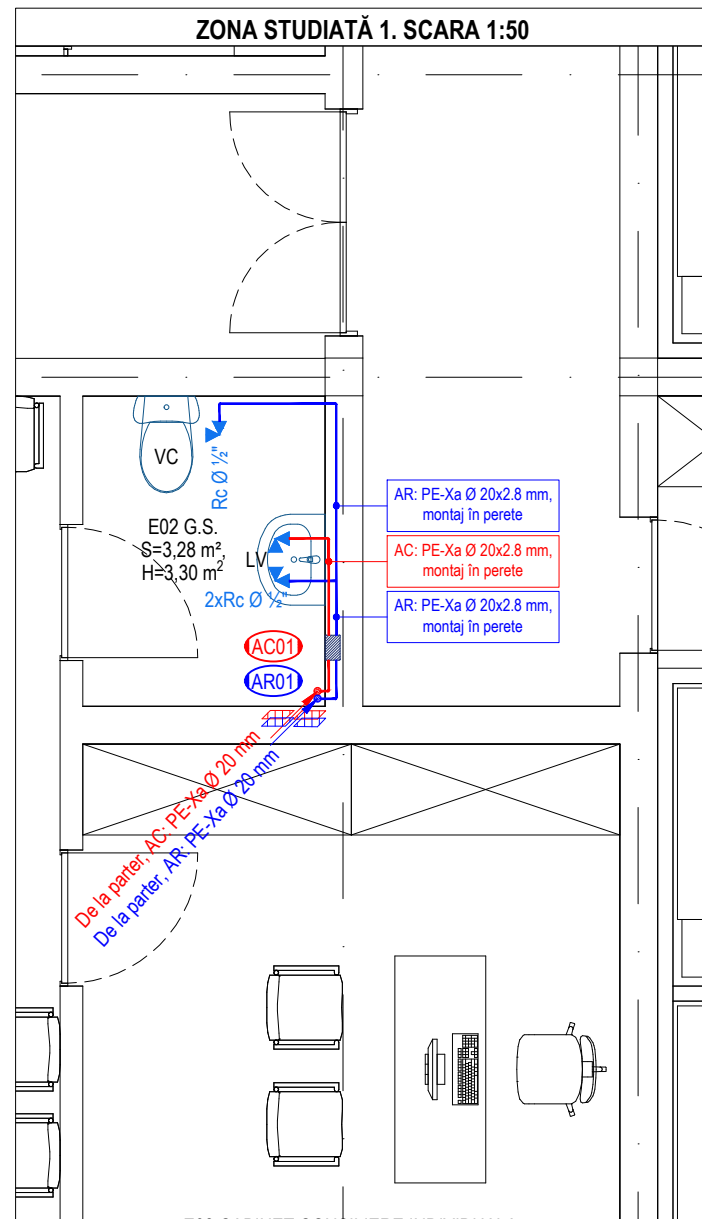 ZONA STUDIATĂ 1. SCARA 1:50
VC
Rc Ø ½"
E02 G.S.
S=3,28 m²,
H=3,30 m²
LV
2xRc Ø ½"
AR: PE-Xa Ø 20x2.8 mm,
montaj în perete
AC: PE-Xa Ø 20x2.8 mm,
montaj în perete
AR: PE-Xa Ø 20x2.8 mm,
montaj în perete
AC01
AR01
De la parter, AC: PE-Xa Ø 20 mm
De la parter, AR: PE-Xa Ø 20 mm